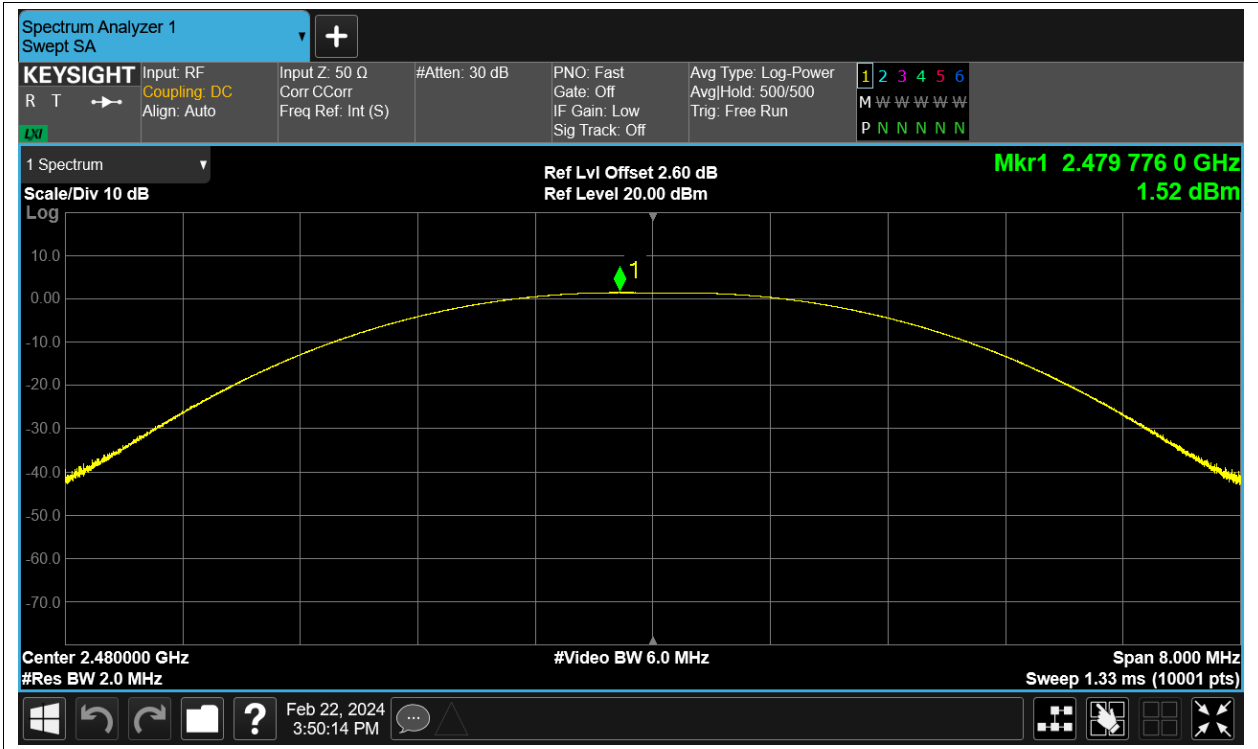 Spectrum Analyzer 1
Swept SA
KEYSIGHT
R T
LXI
Input: RF
Coupling: DC
Align: Auto
Input Z: 50 Ω
Corr CCorr
Freq Ref: Int (S)
#Atten: 30 dB
PNO: Fast
Gate: Off
IF Gain: Low
Sig Track: Off
Avg Type: Log-Power
Avg|Hold: 500/500
Trig: Free Run
1 2 3 4 5 6
M W W W W W
P N N N N N
1 Spectrum
Scale/Div 10 dB
Log
Ref Lvl Offset 2.60 dB
Ref Level 20.00 dBm
Mkr1 2.479 776 0 GHz
1.52 dBm
1
10.0
0.00
-10.0
-20.0
-30.0
-40.0
-50.0
-60.0
-70.0
Center 2.480000 GHz
#Res BW 2.0 MHz
#Video BW 6.0 MHz
Span 8.000 MHz
Sweep 1.33 ms (10001 pts)
?
Feb 22, 2024
3:50:14 PM